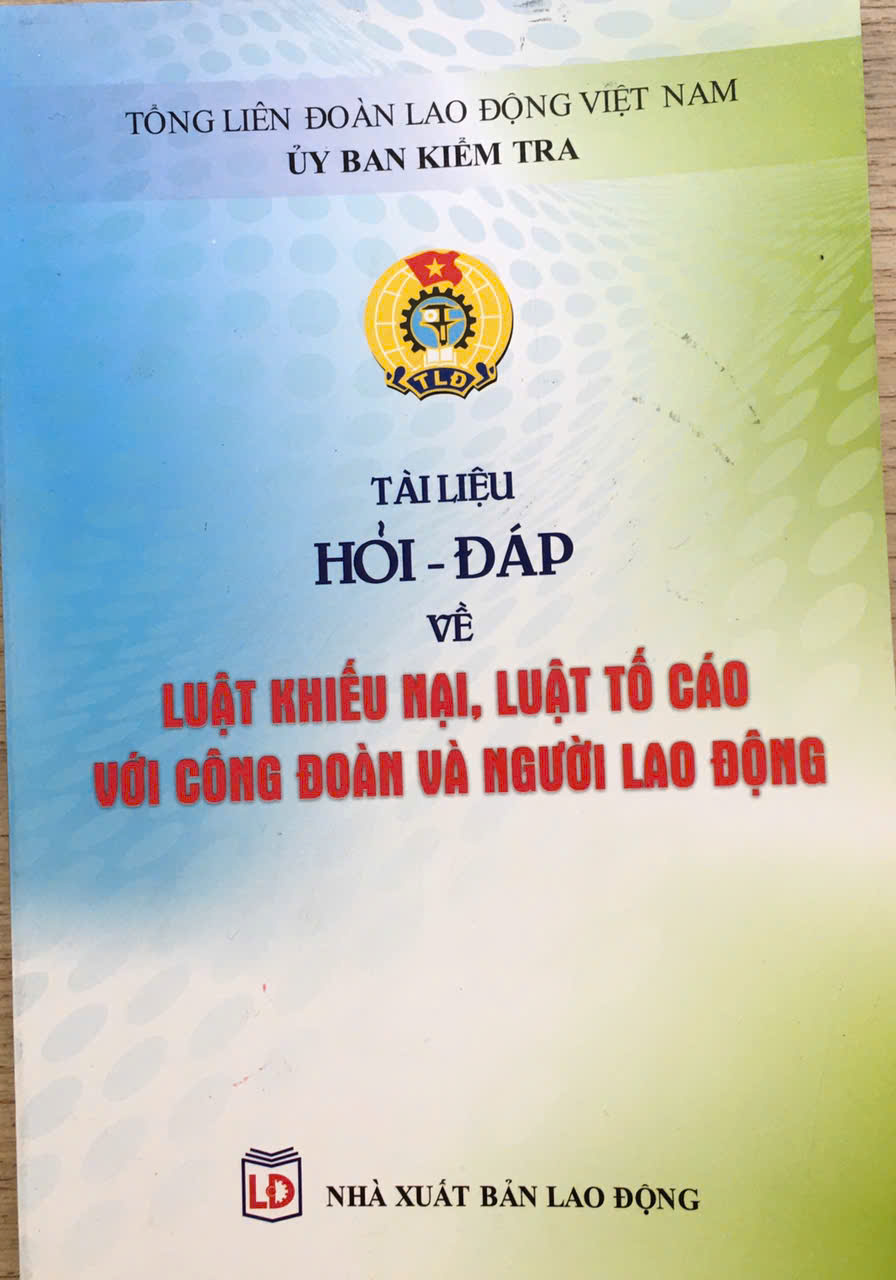 TỔNG LIÊN ĐOÀN LAO ĐỘNG VIỆT NAM
ỦY BAN KIỂM TRA
TLĐ
TÀI LIỆU
HỎI - ĐÁP
VỀ
LUẬT KHIẾU NẠI, LUẬT TỐ CÁO
VỚI CÔNG ĐOÀN VÀ NGƯỜI LAO ĐỘNG
LĐ
NHÀ XUẤT BẢN LAO ĐỘNG